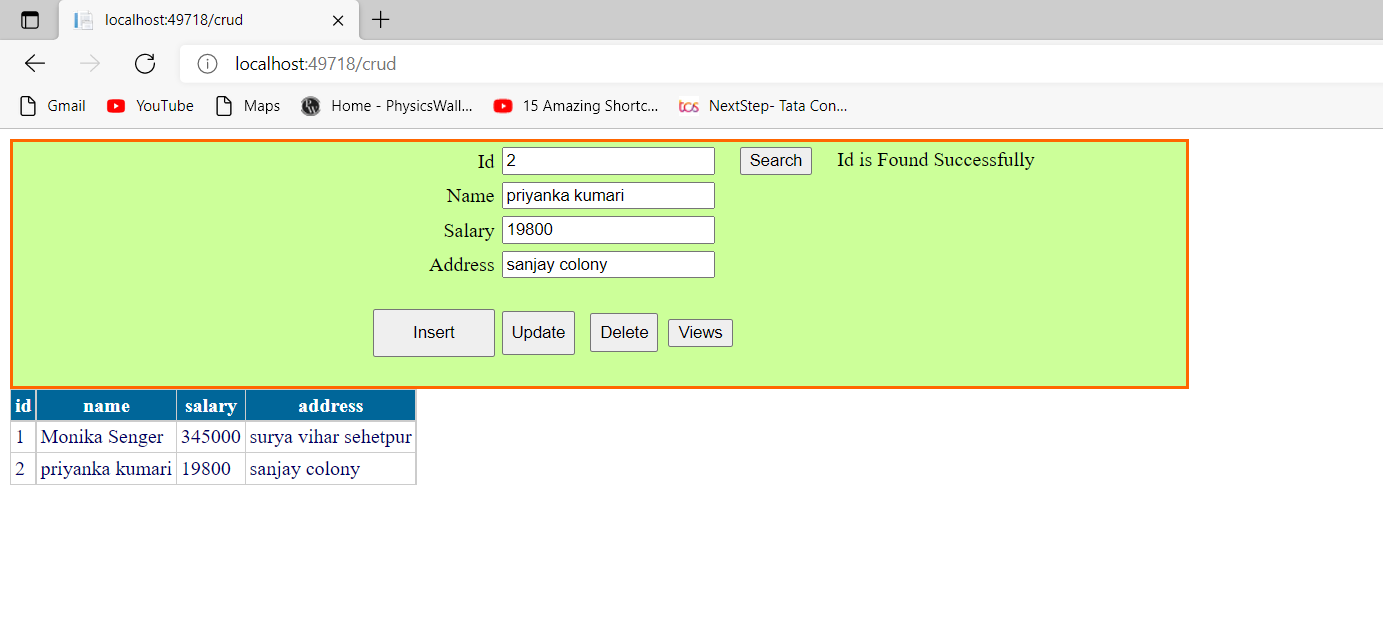 localhost:49718/crud
localhost:49718/crud
Gmail YouTube Maps Home - PhysicsWall... 15 Amazing Shortc... tcs NextStep- Tata Con...
Id 2 Search Id is Found Successfully
Name priyanka kumari
Salary 19800
Address sanjay colony
Insert Update Delete Views
id name salary address
1 Monika Senger 345000 surya vihar sehetpur
2 priyanka kumari 19800 sanjay colony